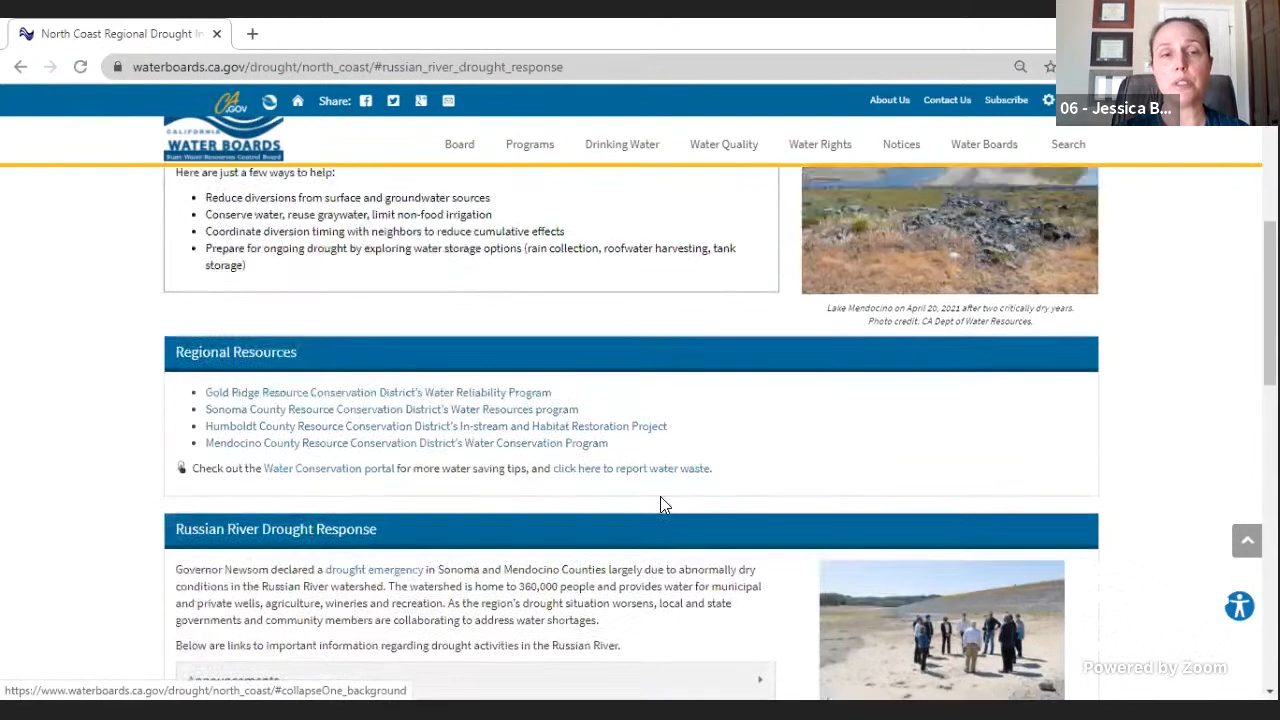 North Coast Regional Drought In
waterboards.ca.gov/drought/north_coast/#russian_river_drought_response
06 - Jessica B...
CA.GOV
Share:
About Us
Contact Us
Subscribe
CALIFORNIA
WATER BOARDS
State Water Resources Control Board
Board
Programs
Drinking Water
Water Quality
Water Rights
Notices
Water Boards
Search
Here are just a few ways to help:
Reduce diversions from surface and groundwater sources
Conserve water, reuse graywater, limit non-food irrigation
Coordinate diversion timing with neighbors to reduce cumulative effects
Prepare for ongoing drought by exploring water storage options (rain collection, roofwater harvesting, tank
storage)
Lake Mendocino on April 20, 2021 after two critically dry years.
Photo credit: CA Dept of Water Resources.
Regional Resources
Gold Ridge Resource Conservation District's Water Reliability Program
Sonoma County Resource Conservation District's Water Resources program
Humboldt County Resource Conservation District's In-stream and Habitat Restoration Project
Mendocino County Resource Conservation District's Water Conservation Program
Check out the Water Conservation portal for more water saving tips, and click here to report water waste.
Russian River Drought Response
Governor Newsom declared a drought emergency in Sonoma and Mendocino Counties largely due to abnormally dry
conditions in the Russian River watershed. The watershed is home to 360,000 people and provides water for municipal
and private wells, agriculture, wineries and recreation. As the region's drought situation worsens, local and state
governments and community members are collaborating to address water shortages.
Below are links to important information regarding drought activities in the Russian River.
Announcements
Powered by Zoom
https://www.waterboards.ca.gov/drought/north_coast/#collapseOne_background